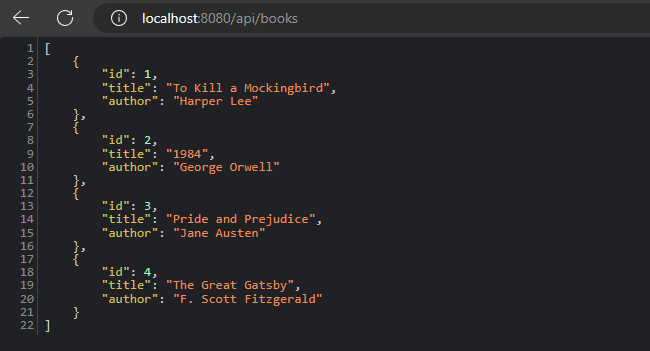 localhost:8080/api/books
1 [
2     {
3         "id": 1,
4         "title": "To Kill a Mockingbird",
5         "author": "Harper Lee"
6     },
7     {
8         "id": 2,
9         "title": "1984",
10         "author": "George Orwell"
11     },
12     {
13         "id": 3,
14         "title": "Pride and Prejudice",
15         "author": "Jane Austen"
16     },
17     {
18         "id": 4,
19         "title": "The Great Gatsby",
20         "author": "F. Scott Fitzgerald"
21     }
22 ]